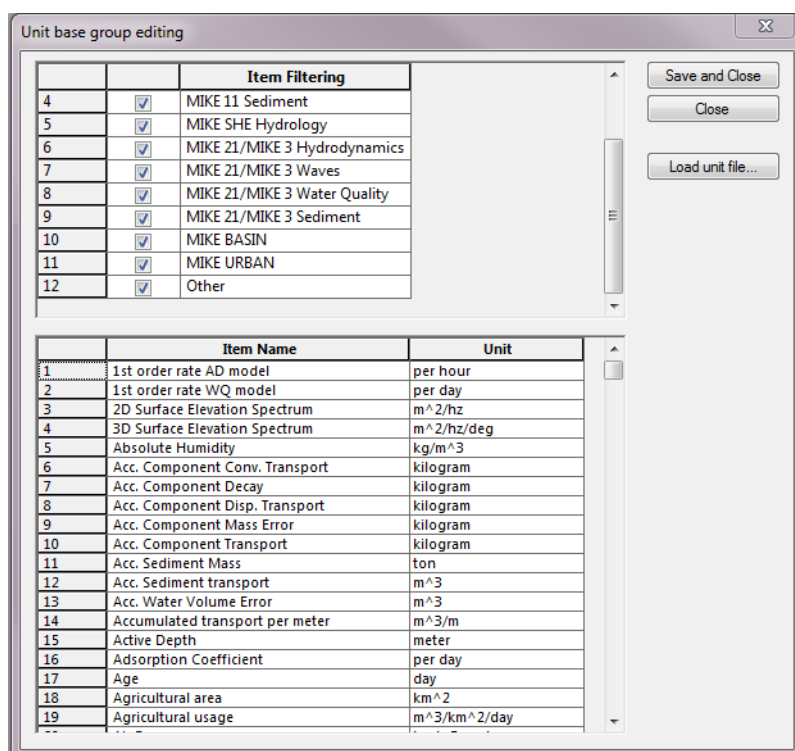 Unit base group editing
Item Filtering
4 MIKE 11 Sediment
5 MIKE SHE Hydrology
6 MIKE 21/MIKE 3 Hydrodynamics
7 MIKE 21/MIKE 3 Waves
8 MIKE 21/MIKE 3 Water Quality
9 MIKE 21/MIKE 3 Sediment
10 MIKE BASIN
11 MIKE URBAN
12 Other
Save and Close
Close
Load unit file...
Item Name Unit
1 1st order rate AD model per hour
2 1st order rate WQ model per day
3 2D Surface Elevation Spectrum m^2/hz
4 3D Surface Elevation Spectrum m^2/hz/deg
5 Absolute Humidity kg/m^3
6 Acc. Component Conv. Transport kilogram
7 Acc. Component Decay kilogram
8 Acc. Component Disp. Transport kilogram
9 Acc. Component Mass Error kilogram
10 Acc. Component Transport kilogram
11 Acc. Sediment Mass ton
12 Acc. Sediment transport m^3
13 Acc. Water Volume Error m^3
14 Accumulated transport per meter m^3/m
15 Active Depth meter
16 Adsorption Coefficient per day
17 Age day
18 Agricultural area km^2
19 Agricultural usage m^3/km^2/day